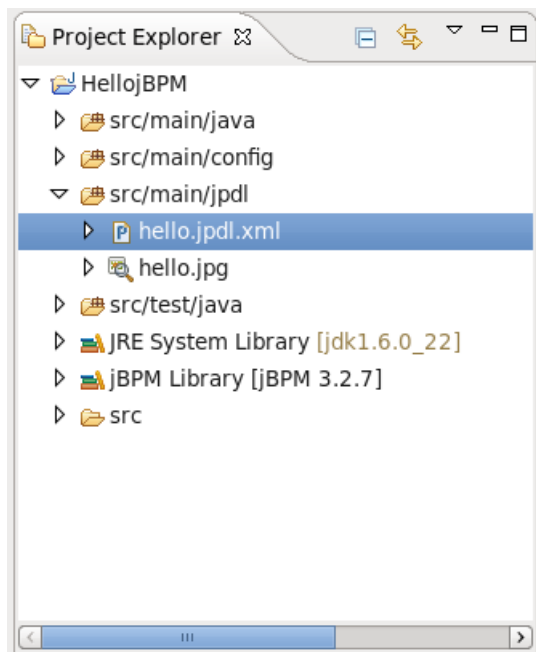 Project Explorer
HellojBPM
src/main/java
src/main/config
src/main/jpdl
hello.jpdl.xml
hello.jpg
src/test/java
JRE System Library [jdk1.6.0_22]
jBPM Library [jBPM 3.2.7]
src